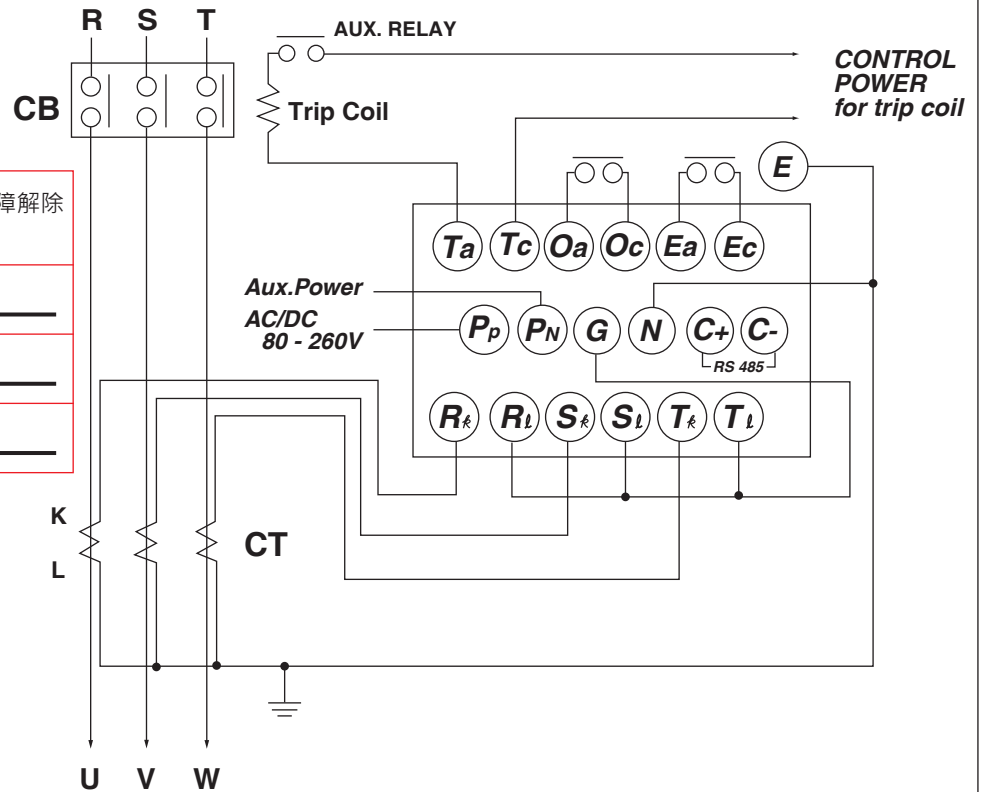 R S T
AUX. RELAY
CONTROL
POWER
for trip coil
CB
Trip Coil
E
障解除
Ta Tc Oa Oc Ea Ec
Aux.Power
AC/DC
80 - 260V
Pp PN G N C+ C-
RS 485
Rk Rℓ Sk Sℓ Tk Tℓ
K
CT
L
U V W